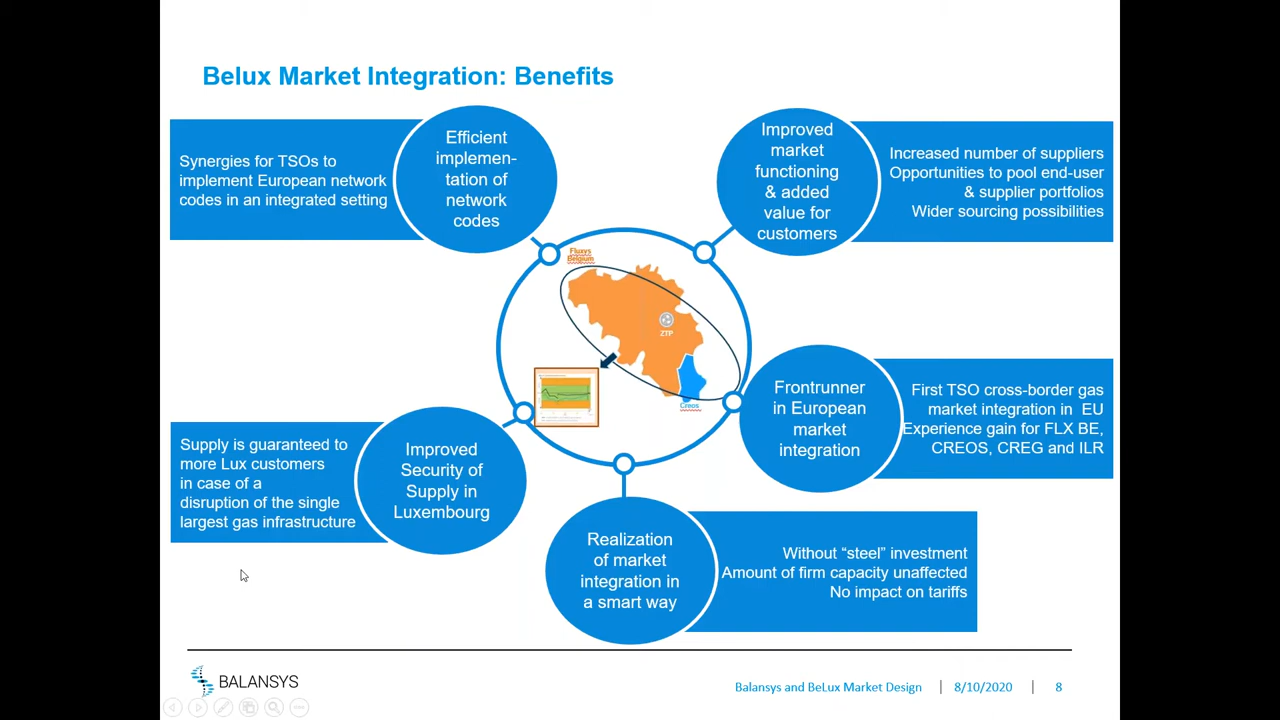 Belux Market Integration: Benefits
Synergies for TSOs to
implement European network
codes in an integrated setting
Efficient
implemen-
tation of
network
codes
Improved
market
functioning
& added
value for
customers
Increased number of suppliers
Opportunities to pool end-user
& supplier portfolios
Wider sourcing possibilities
Fluxys
Belgium
ZTP
Creos
Frontrunner
in European
market
integration
First TSO cross-border gas
market integration in EU
Experience gain for FLX BE,
CREOS, CREG and ILR
Supply is guaranteed to
more Lux customers
in case of a
disruption of the single
largest gas infrastructure
Improved
Security of
Supply in
Luxembourg
Realization
of market
integration in
a smart way
Without “steel” investment
Amount of firm capacity unaffected
No impact on tariffs
BALANSYS
Balansys and BeLux Market Design
8/10/2020
8